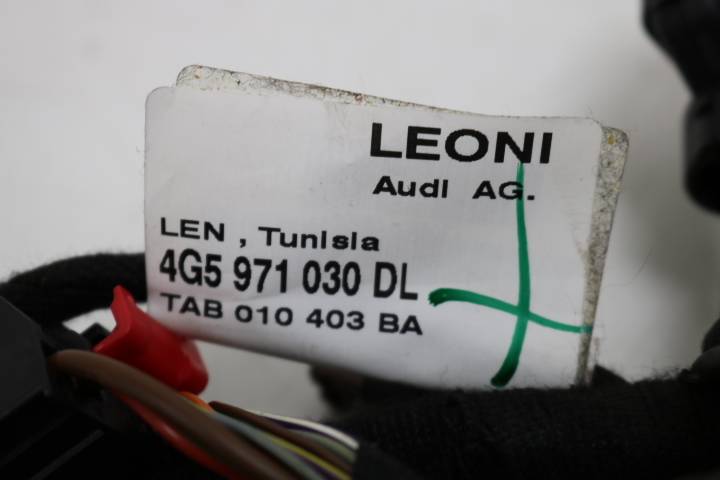 LEONI
Audi AG.
LEN , Tunisia
4G5 971 030 DL
TAB 010 403 BA